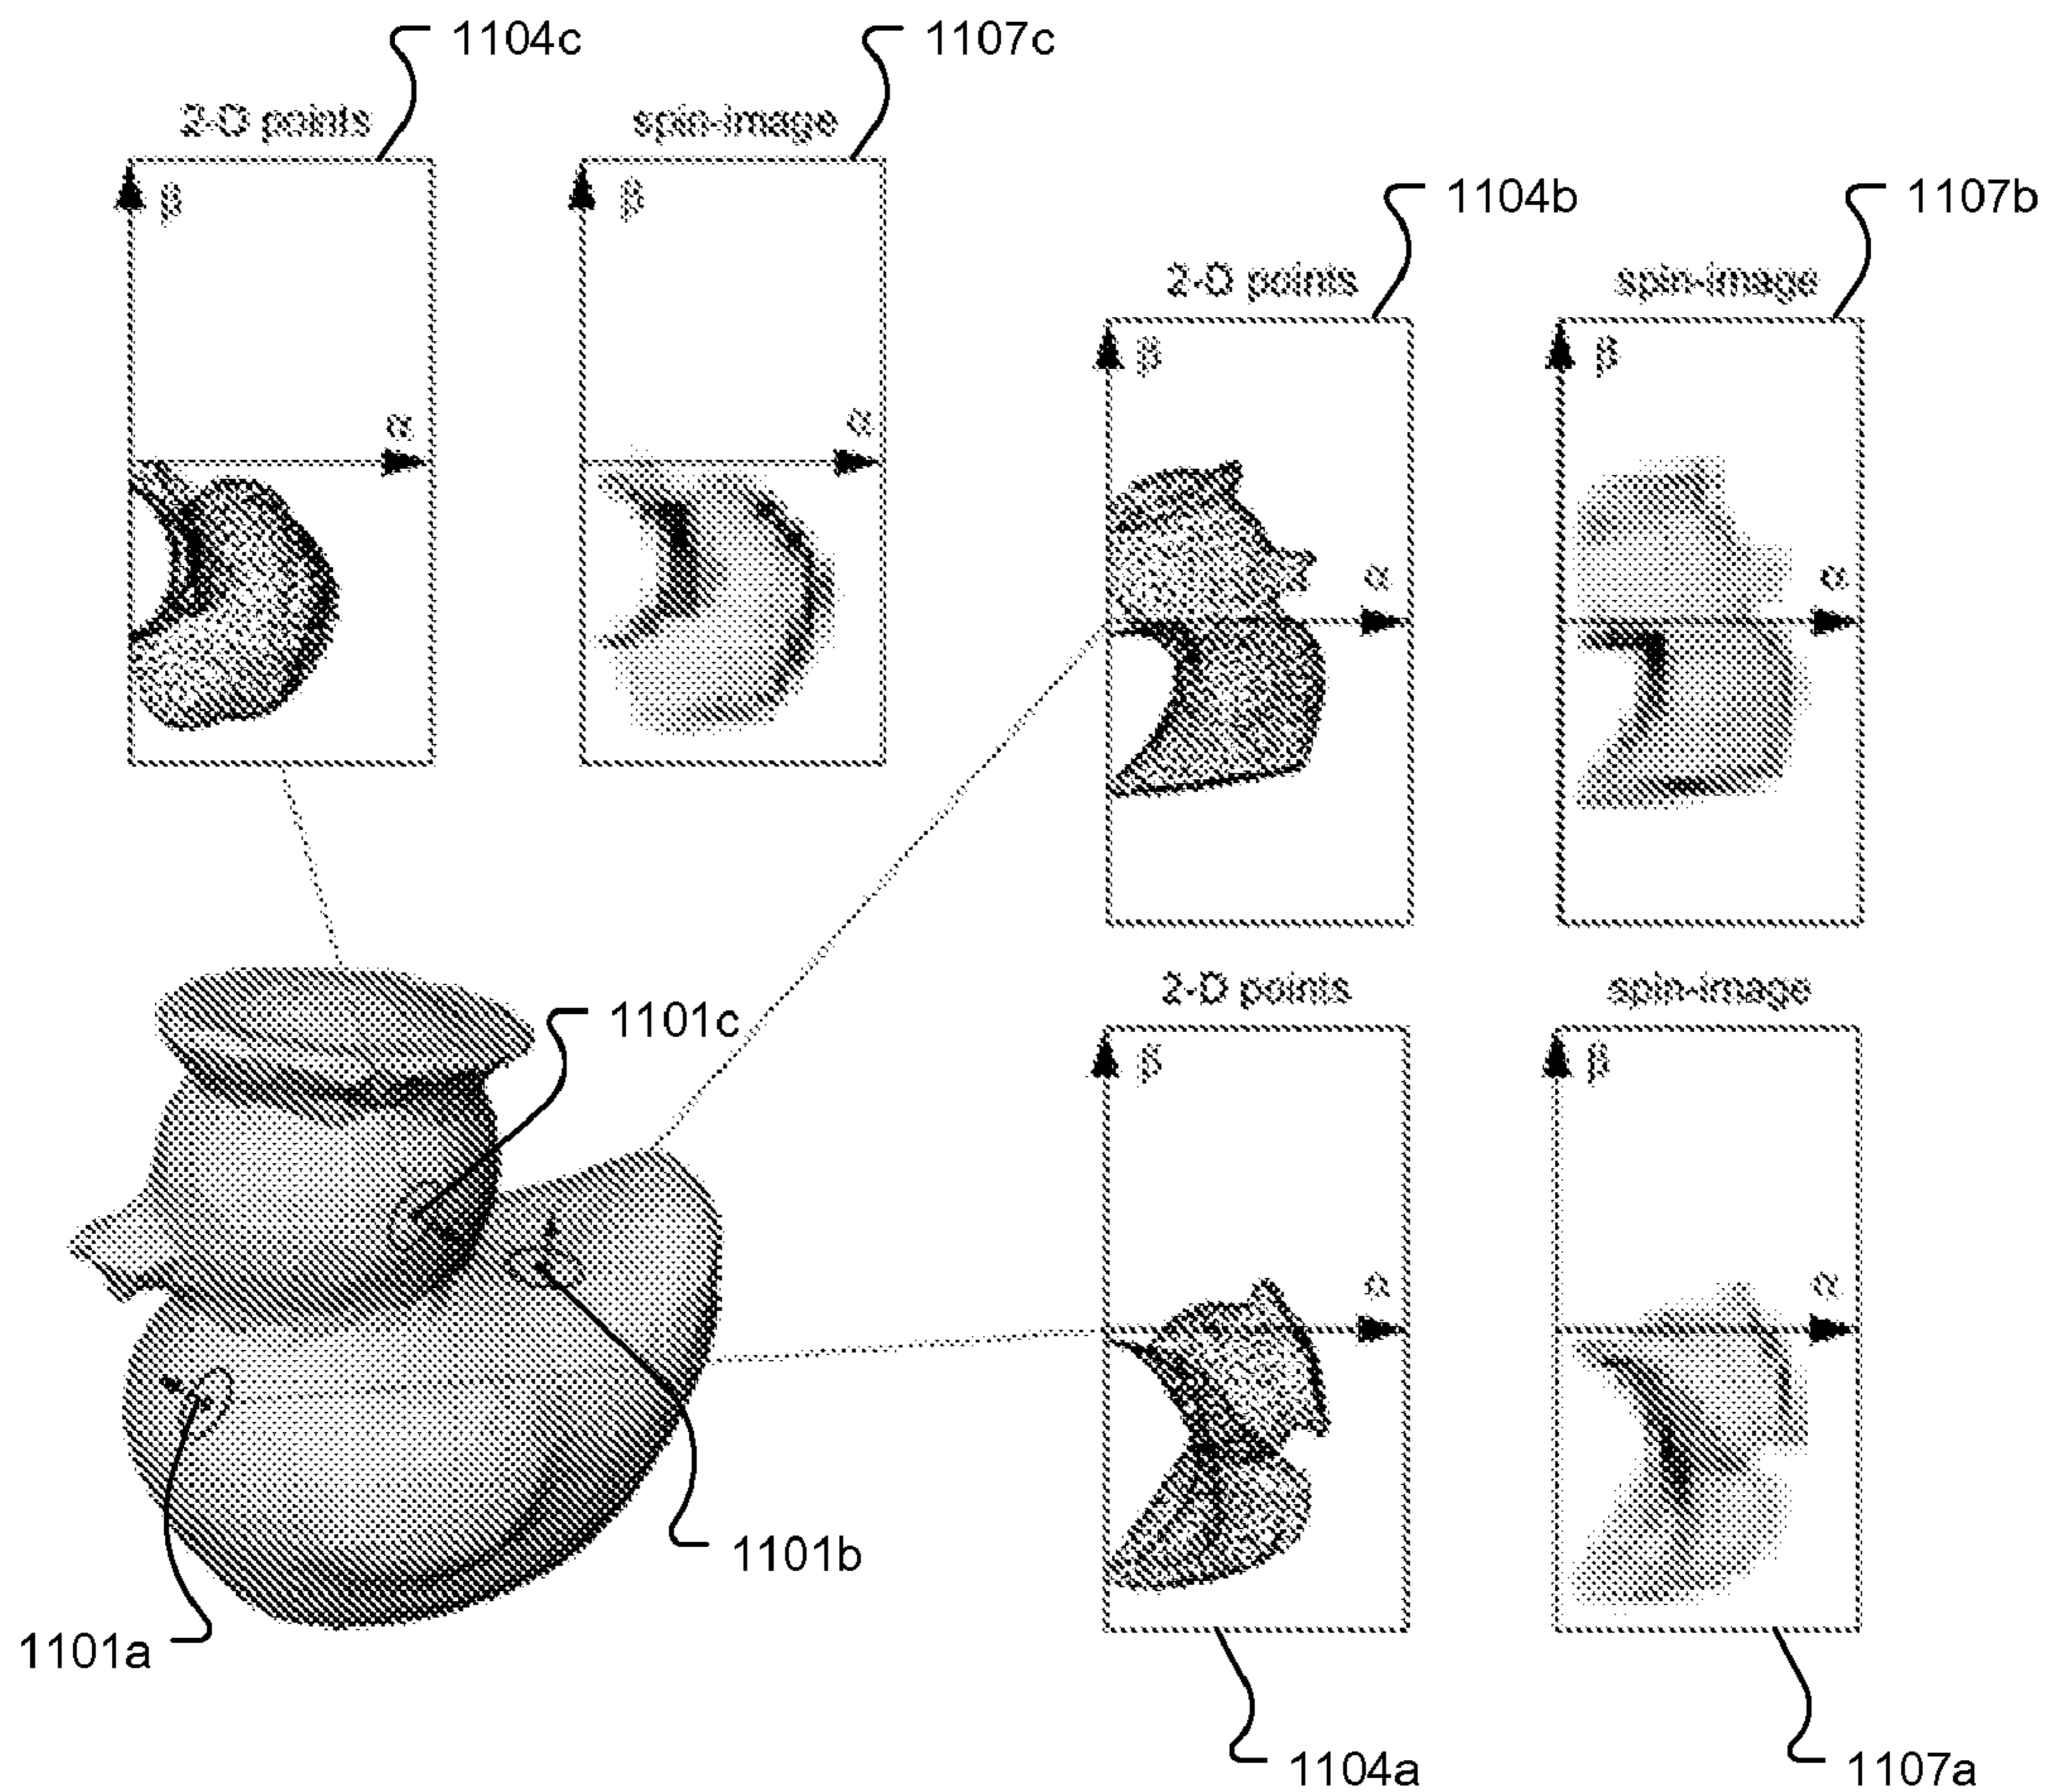 1104c
1107c
2-D points
spin-image
β
β
α
α
1104b
1107b
2-D points
spin-image
β
β
α
α
1101c
2-D points
spin-image
β
β
α
α
1101b
1101a
1104a
1107a